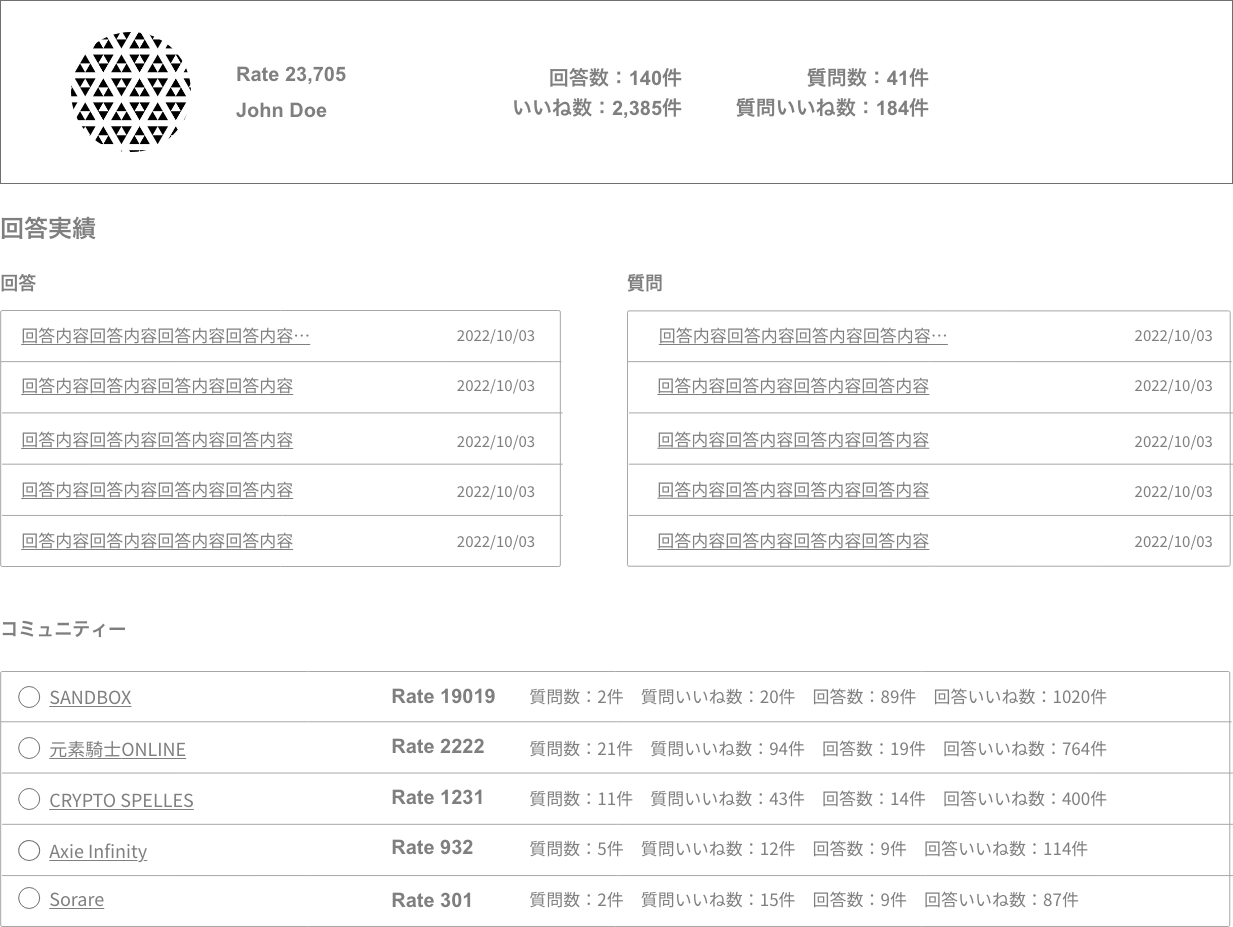 Rate 23,705
John Doe
回答数：140件
いいね数：2,385件
質問数：41件
質問いいね数：184件
回答実績
回答
回答内容回答内容回答内容回答内容… 2022/10/03
回答内容回答内容回答内容回答内容 2022/10/03
回答内容回答内容回答内容回答内容 2022/10/03
回答内容回答内容回答内容回答内容 2022/10/03
回答内容回答内容回答内容回答内容 2022/10/03
質問
回答内容回答内容回答内容回答内容… 2022/10/03
回答内容回答内容回答内容回答内容 2022/10/03
回答内容回答内容回答内容回答内容 2022/10/03
回答内容回答内容回答内容回答内容 2022/10/03
回答内容回答内容回答内容回答内容 2022/10/03
コミュニティー
SANDBOX Rate 19019 質問数：2件　質問いいね数：20件　回答数：89件　回答いいね数：1020件
元素騎士ONLINE Rate 2222 質問数：21件　質問いいね数：94件　回答数：19件　回答いいね数：764件
CRYPTO SPELLES Rate 1231 質問数：11件　質問いいね数：43件　回答数：14件　回答いいね数：400件
Axie Infinity Rate 932 質問数：5件　質問いいね数：12件　回答数：9件　回答いいね数：114件
Sorare Rate 301 質問数：2件　質問いいね数：15件　回答数：9件　回答いいね数：87件